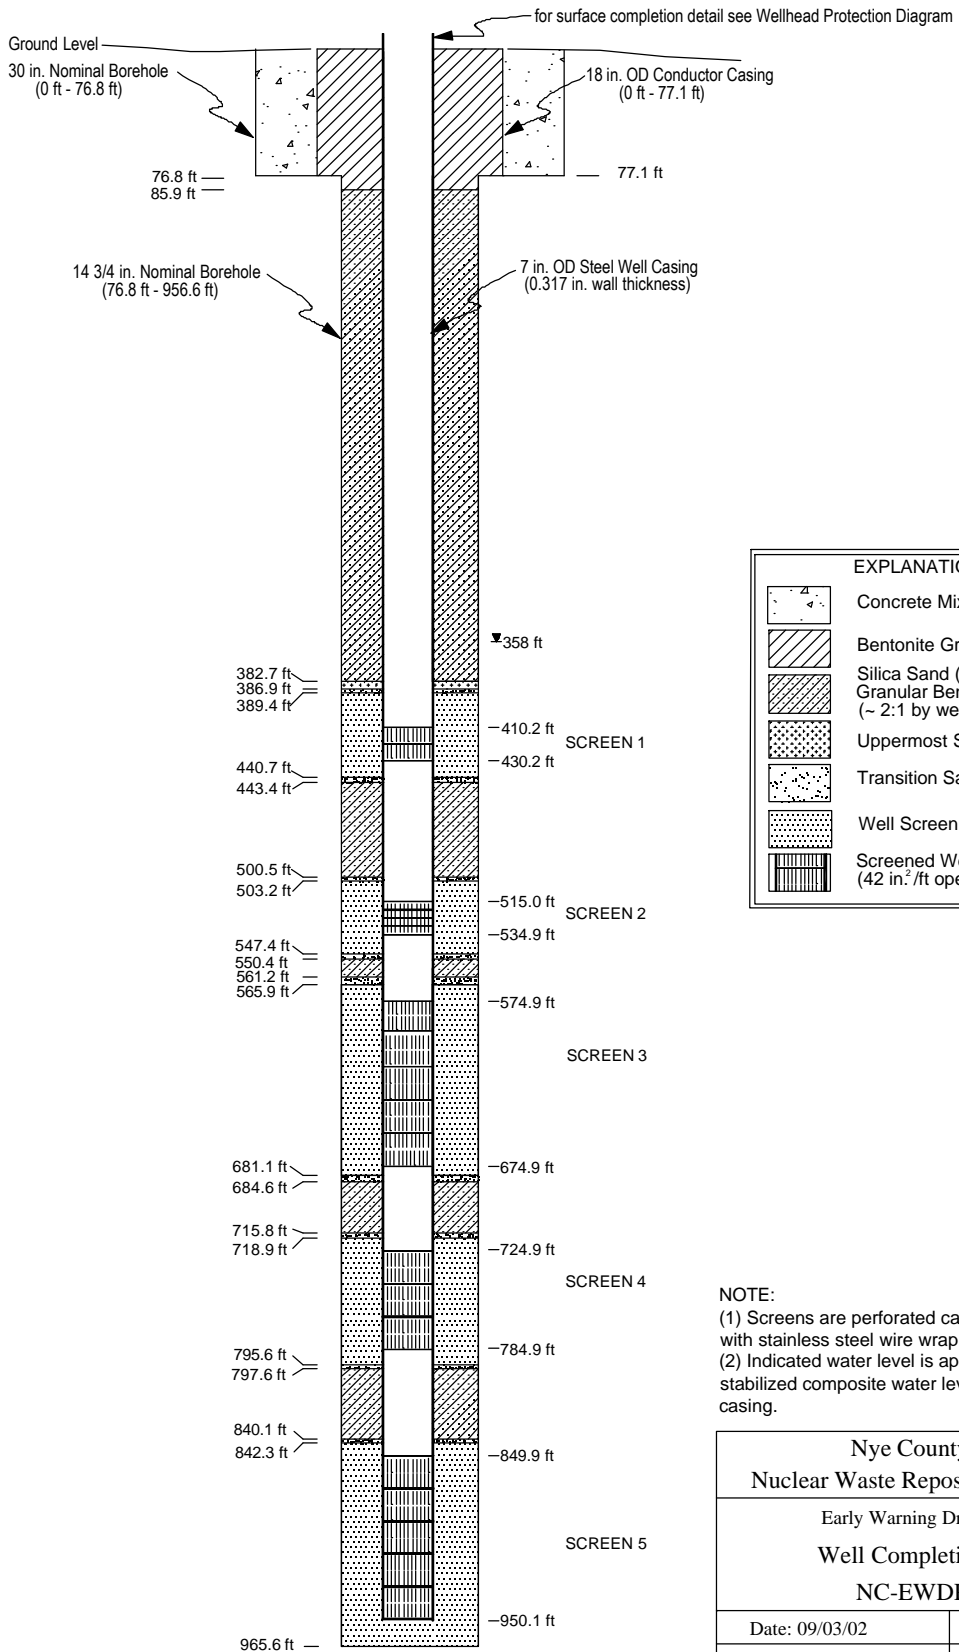 for surface completion detail see Wellhead Protection Diagram
Ground Level
30 in. Nominal Borehole
(0 ft - 76.8 ft)
18 in. OD Conductor Casing
(0 ft - 77.1 ft)
76.8 ft
77.1 ft
85.9 ft
14 3/4 in. Nominal Borehole
(76.8 ft - 956.6 ft)
7 in. OD Steel Well Casing
(0.317 in. wall thickness)
358 ft
382.7 ft
386.9 ft
389.4 ft
410.2 ft
SCREEN 1
430.2 ft
440.7 ft
443.4 ft
500.5 ft
503.2 ft
515.0 ft
SCREEN 2
534.9 ft
547.4 ft
550.4 ft
561.2 ft
565.9 ft
574.9 ft
SCREEN 3
674.9 ft
681.1 ft
684.6 ft
715.8 ft
718.9 ft
724.9 ft
SCREEN 4
784.9 ft
795.6 ft
797.6 ft
840.1 ft
842.3 ft
849.9 ft
SCREEN 5
950.1 ft
965.6 ft
EXPLANATIO
Concrete Mix
Bentonite Gr
Silica Sand (
Granular Ben
(~ 2:1 by we
Uppermost S
Transition Sa
Well Screen
Screened We
(42 in.²/ft ope
NOTE:
(1) Screens are perforated ca
with stainless steel wire wrap
(2) Indicated water level is ap
stabilized composite water lev
casing.
Nye County
Nuclear Waste Repos
Early Warning Dr
Well Completi
NC-EWD
Date: 09/03/02